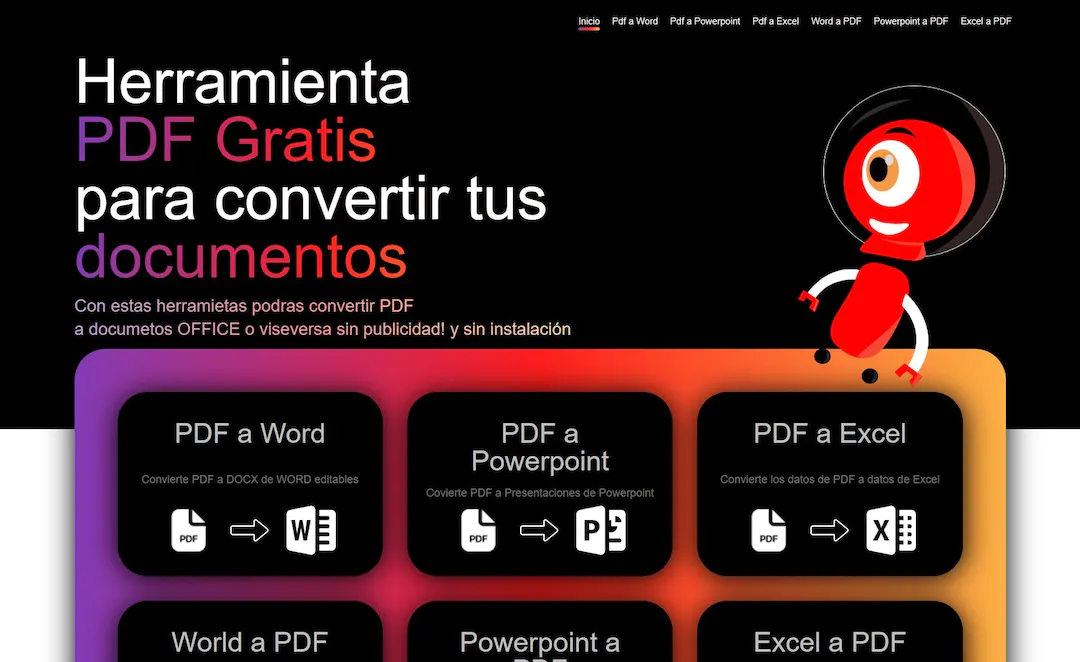 Inicio Pdf a Word Pdf a Powerpoint Pdf a Excel Word a PDF Powerpoint a PDF Excel a PDF
Herramienta
PDF Gratis
para convertir tus
documentos
Con estas herramietas podras convertir PDF
a documetos OFFICE o viseversa sin publicidad! y sin instalación
PDF a Word
Convierte PDF a DOCX de WORD editables
PDF
W
PDF a
Powerpoint
Covierte PDF a Presentaciones de Powerpoint
PDF
P
PDF a Excel
Convierte los datos de PDF a datos de Excel
PDF
X
World a PDF
Powerpoint a
PDF
Excel a PDF